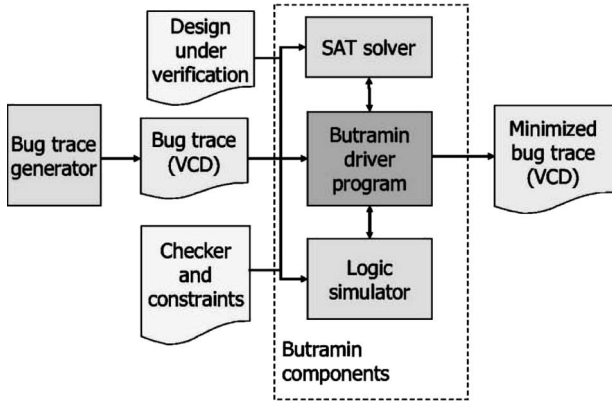 Design
under
verification
SAT solver
Bug trace
generator
Bug trace
(VCD)
Butramin
driver
program
Minimized
bug trace
(VCD)
Checker
and
constraints
Logic
simulator
Butramin
components